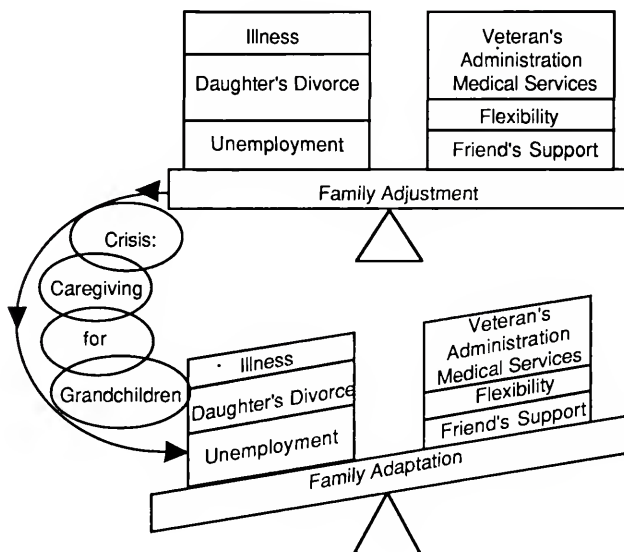 Illness
Daughter's Divorce
Unemployment
Veteran's
Administration
Medical Services
Flexibility
Friend's Support
Family Adjustment
Crisis:
Caregiving
for
Grandchildren
Illness
Daughter's Divorce
Unemployment
Veteran's
Administration
Medical Services
Flexibility
Friend's Support
Family Adaptation